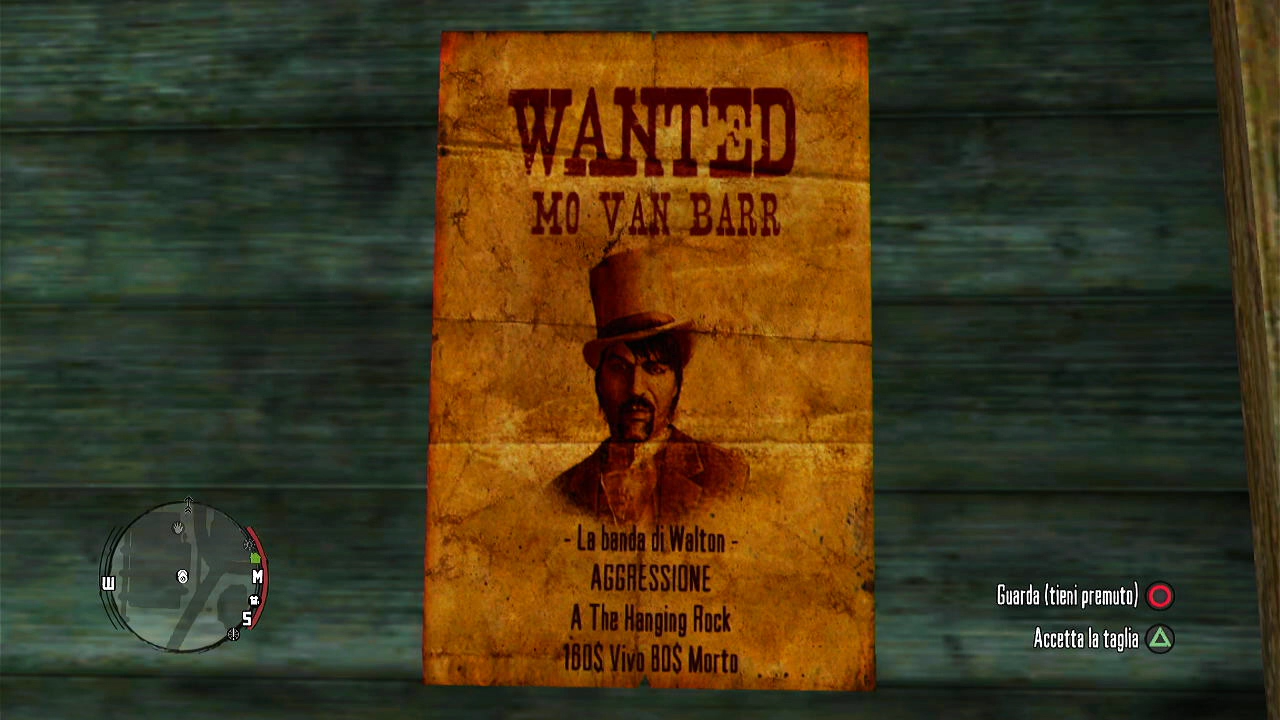 WANTED
MO VAN BARR
- La banda di Walton -
AGGRESSIONE
A The Hanging Rock
160$ Vivo 80$ Morto
Guarda (tieni premuto)
Accetta la taglia
W
M
S